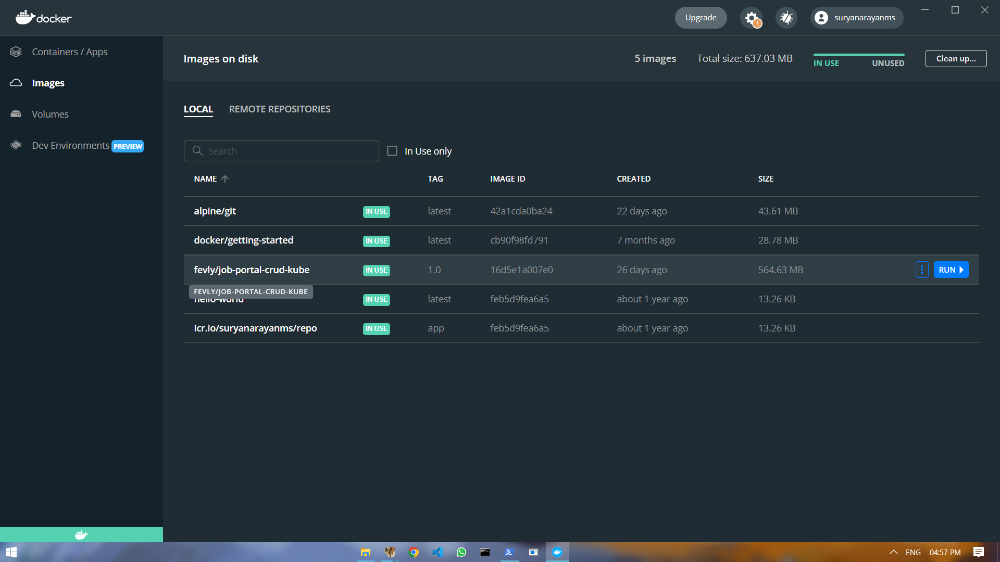 docker
Upgrade
suryanarayanms
Containers / Apps
Images
Volumes
Dev Environments PREVIEW
Images on disk
5 images
Total size: 637.03 MB
IN USE
UNUSED
Clean up...
LOCAL
REMOTE REPOSITORIES
Search
In Use only
NAME TAG IMAGE ID CREATED SIZE
alpine/git IN USE latest 42a1cda0ba24 22 days ago 43.61 MB
docker/getting-started IN USE latest cb90f98fd791 7 months ago 28.78 MB
fevly/job-portal-crud-kube IN USE 1.0 16d5e1a007e0 26 days ago 564.63 MB RUN
FEVLY/JOB-PORTAL-CRUD-KUBE
hello-world IN USE latest feb5d9fea6a5 about 1 year ago 13.26 KB
icr.io/suryanarayanms/repo IN USE app feb5d9fea6a5 about 1 year ago 13.26 KB
ENG 04:57 PM